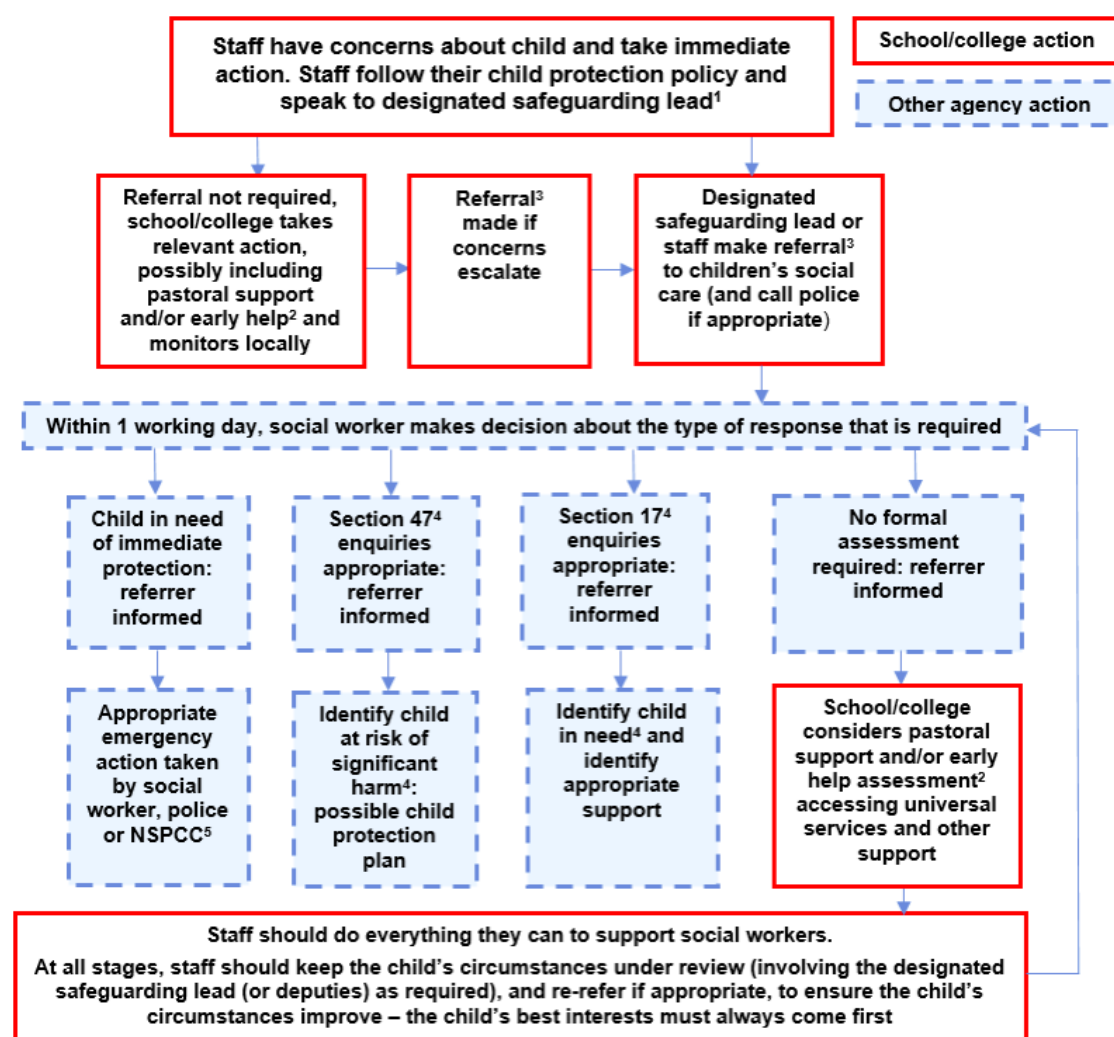 Staff have concerns about child and take immediate
action. Staff follow their child protection policy and
speak to designated safeguarding lead¹
School/college action
Other agency action
Referral not required,
school/college takes
relevant action,
possibly including
pastoral support
and/or early help² and
monitors locally
Referral³
made if
concerns
escalate
Designated
safeguarding lead or
staff make referral³
to children’s social
care (and call police
if appropriate)
Within 1 working day, social worker makes decision about the type of response that is required
Child in need
of immediate
protection:
referrer
informed
Section 47⁴
enquiries
appropriate:
referrer
informed
Section 17⁴
enquiries
appropriate:
referrer
informed
No formal
assessment
required: referrer
informed
Appropriate
emergency
action taken
by social
worker, police
or NSPCC⁵
Identify child
at risk of
significant
harm⁴:
possible child
protection
plan
Identify child
in need⁴ and
identify
appropriate
support
School/college
considers pastoral
support and/or early
help assessment²
accessing universal
services and other
support
Staff should do everything they can to support social workers.
At all stages, staff should keep the child’s circumstances under review (involving the designated
safeguarding lead (or deputies) as required), and re-refer if appropriate, to ensure the child’s
circumstances improve – the child’s best interests must always come first